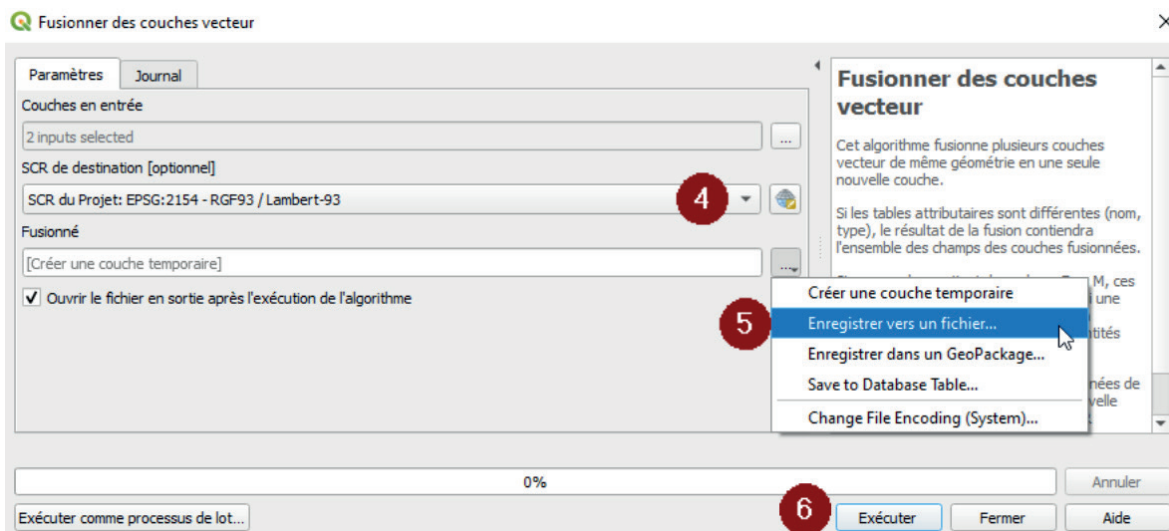 Fusionner des couches vecteur
Paramètres
Journal
Couches en entrée
2 inputs selected
...
SCR de destination [optionnel]
SCR du Projet: EPSG:2154 - RGF93 / Lambert-93
4
Fusionné
[Créer une couche temporaire]
...
Ouvrir le fichier en sortie après l'exécution de l'algorithme
5
Créer une couche temporaire
Enregistrer vers un fichier...
Enregistrer dans un GeoPackage...
Save to Database Table...
Change File Encoding (System)...
Fusionner des couches
vecteur
Cet algorithme fusionne plusieurs couches
vecteur de même géométrie en une seule
nouvelle couche.
Si les tables attributaires sont différentes (nom,
type), le résultat de la fusion contiendra
l'ensemble des champs des couches fusionnées.
M, ces
une
0%
Annuler
Exécuter comme processus de lot...
6
Exécuter
Fermer
Aide